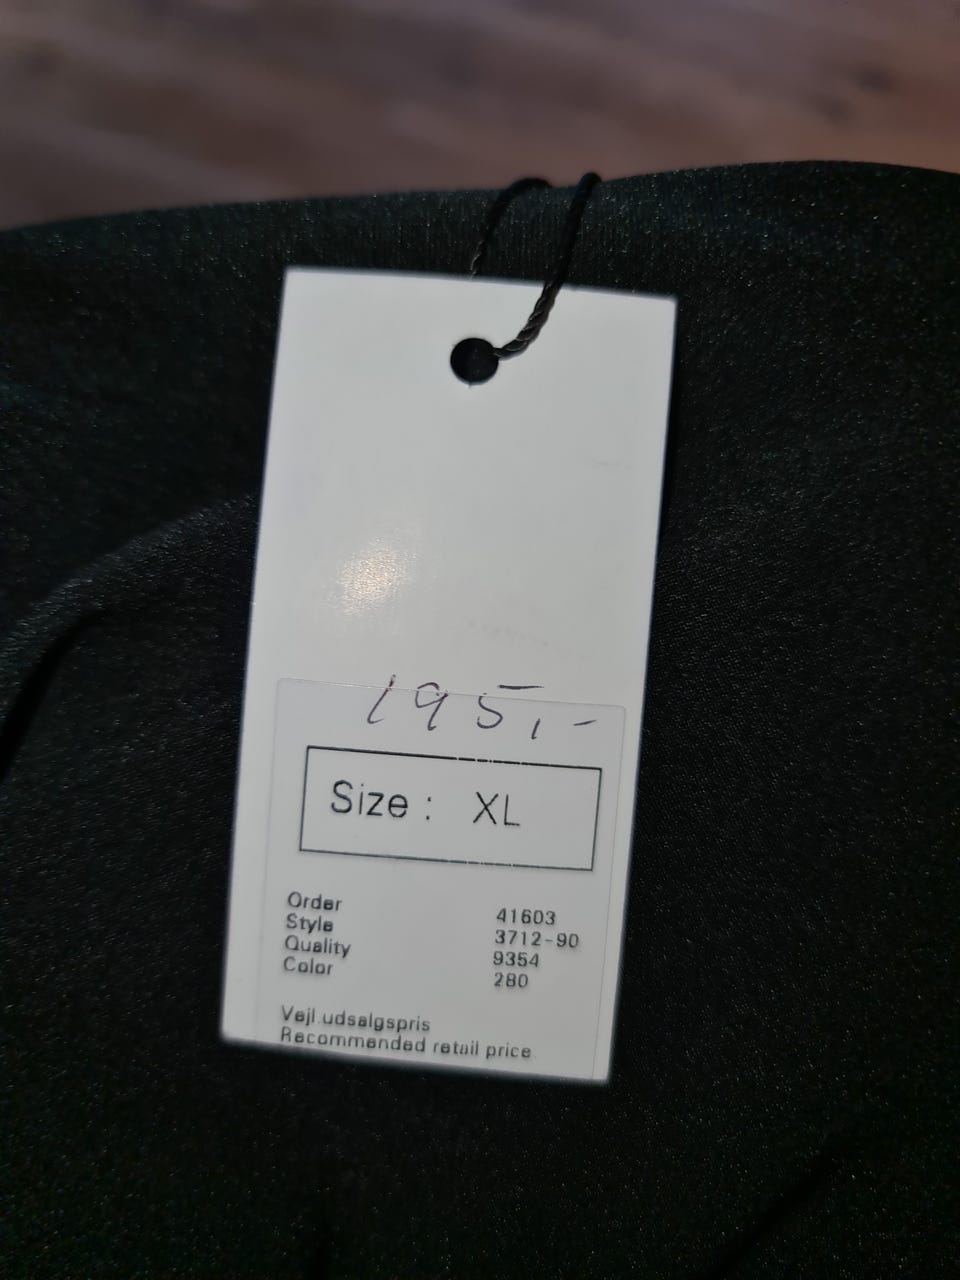 195,-
Size : XL
Order 41603
Style 3712-90
Quality 9354
Color 280
Vejl.udsalgspris
Recommended retail price